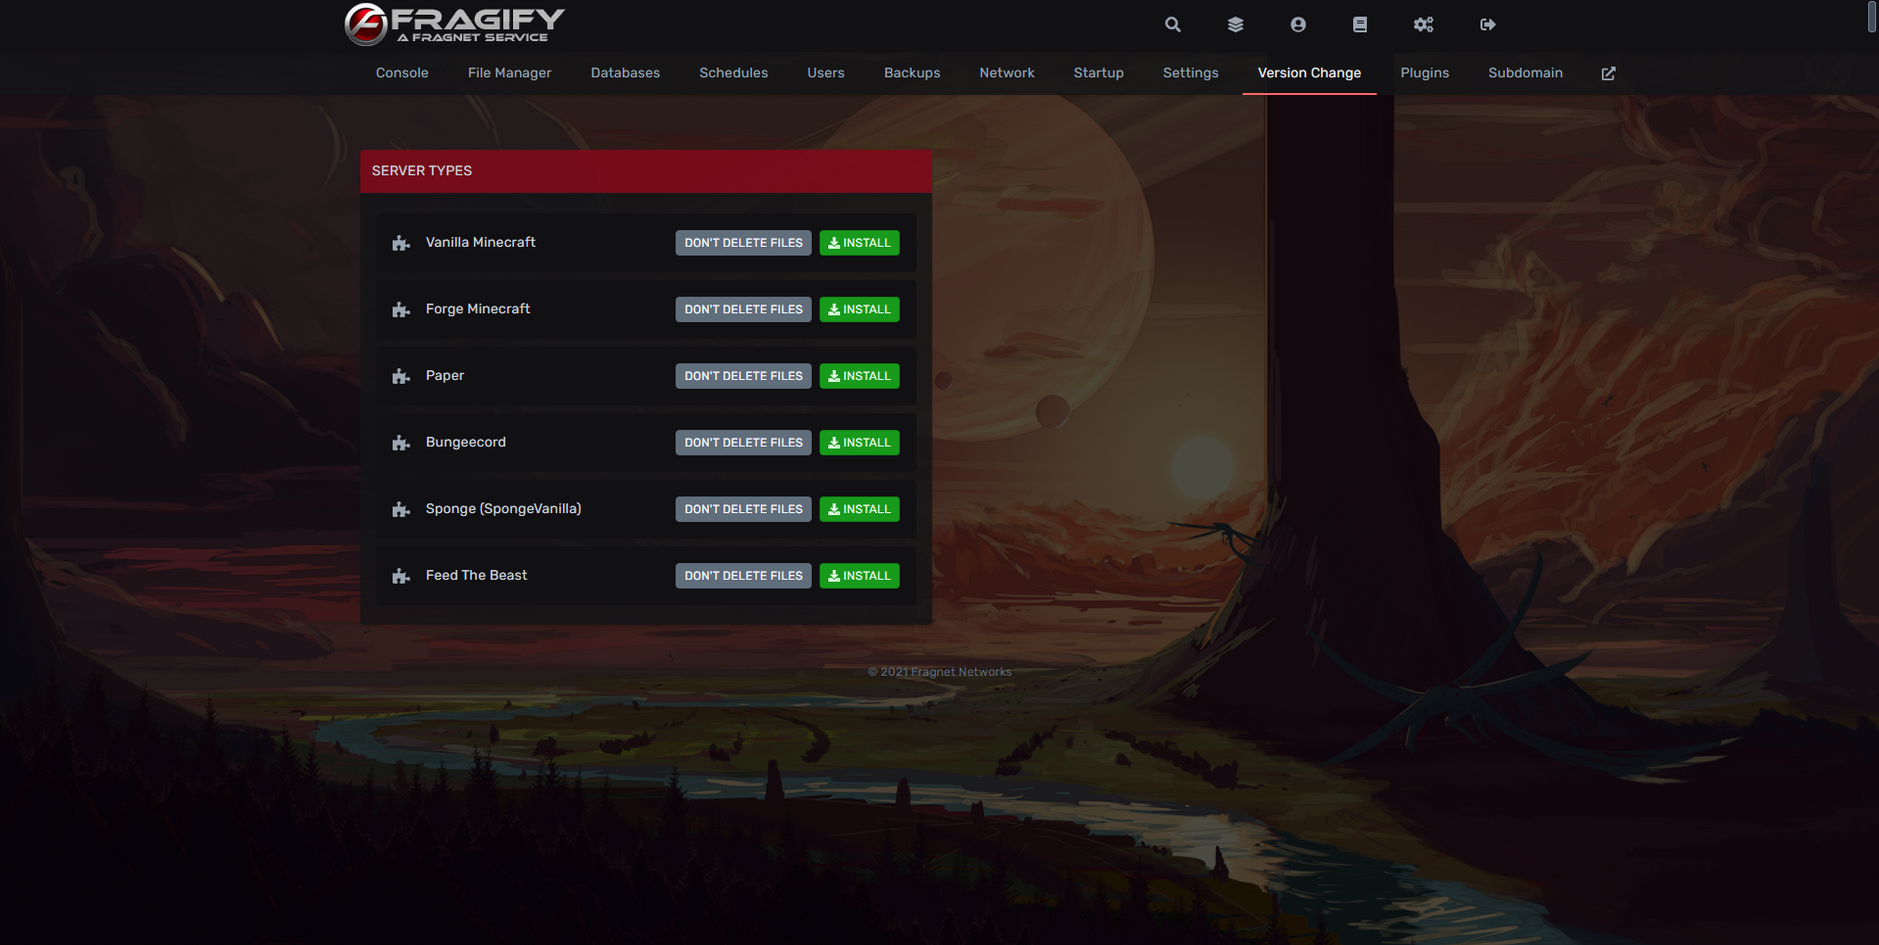 FRAGIFY
A FRAGNET SERVICE
Console File Manager Databases Schedules Users Backups Network Startup Settings Version Change Plugins Subdomain
SERVER TYPES
Vanilla Minecraft DON'T DELETE FILES INSTALL
Forge Minecraft DON'T DELETE FILES INSTALL
Paper DON'T DELETE FILES INSTALL
Bungeecord DON'T DELETE FILES INSTALL
Sponge (SpongeVanilla) DON'T DELETE FILES INSTALL
Feed The Beast DON'T DELETE FILES INSTALL
© 2021 Fragnet Networks